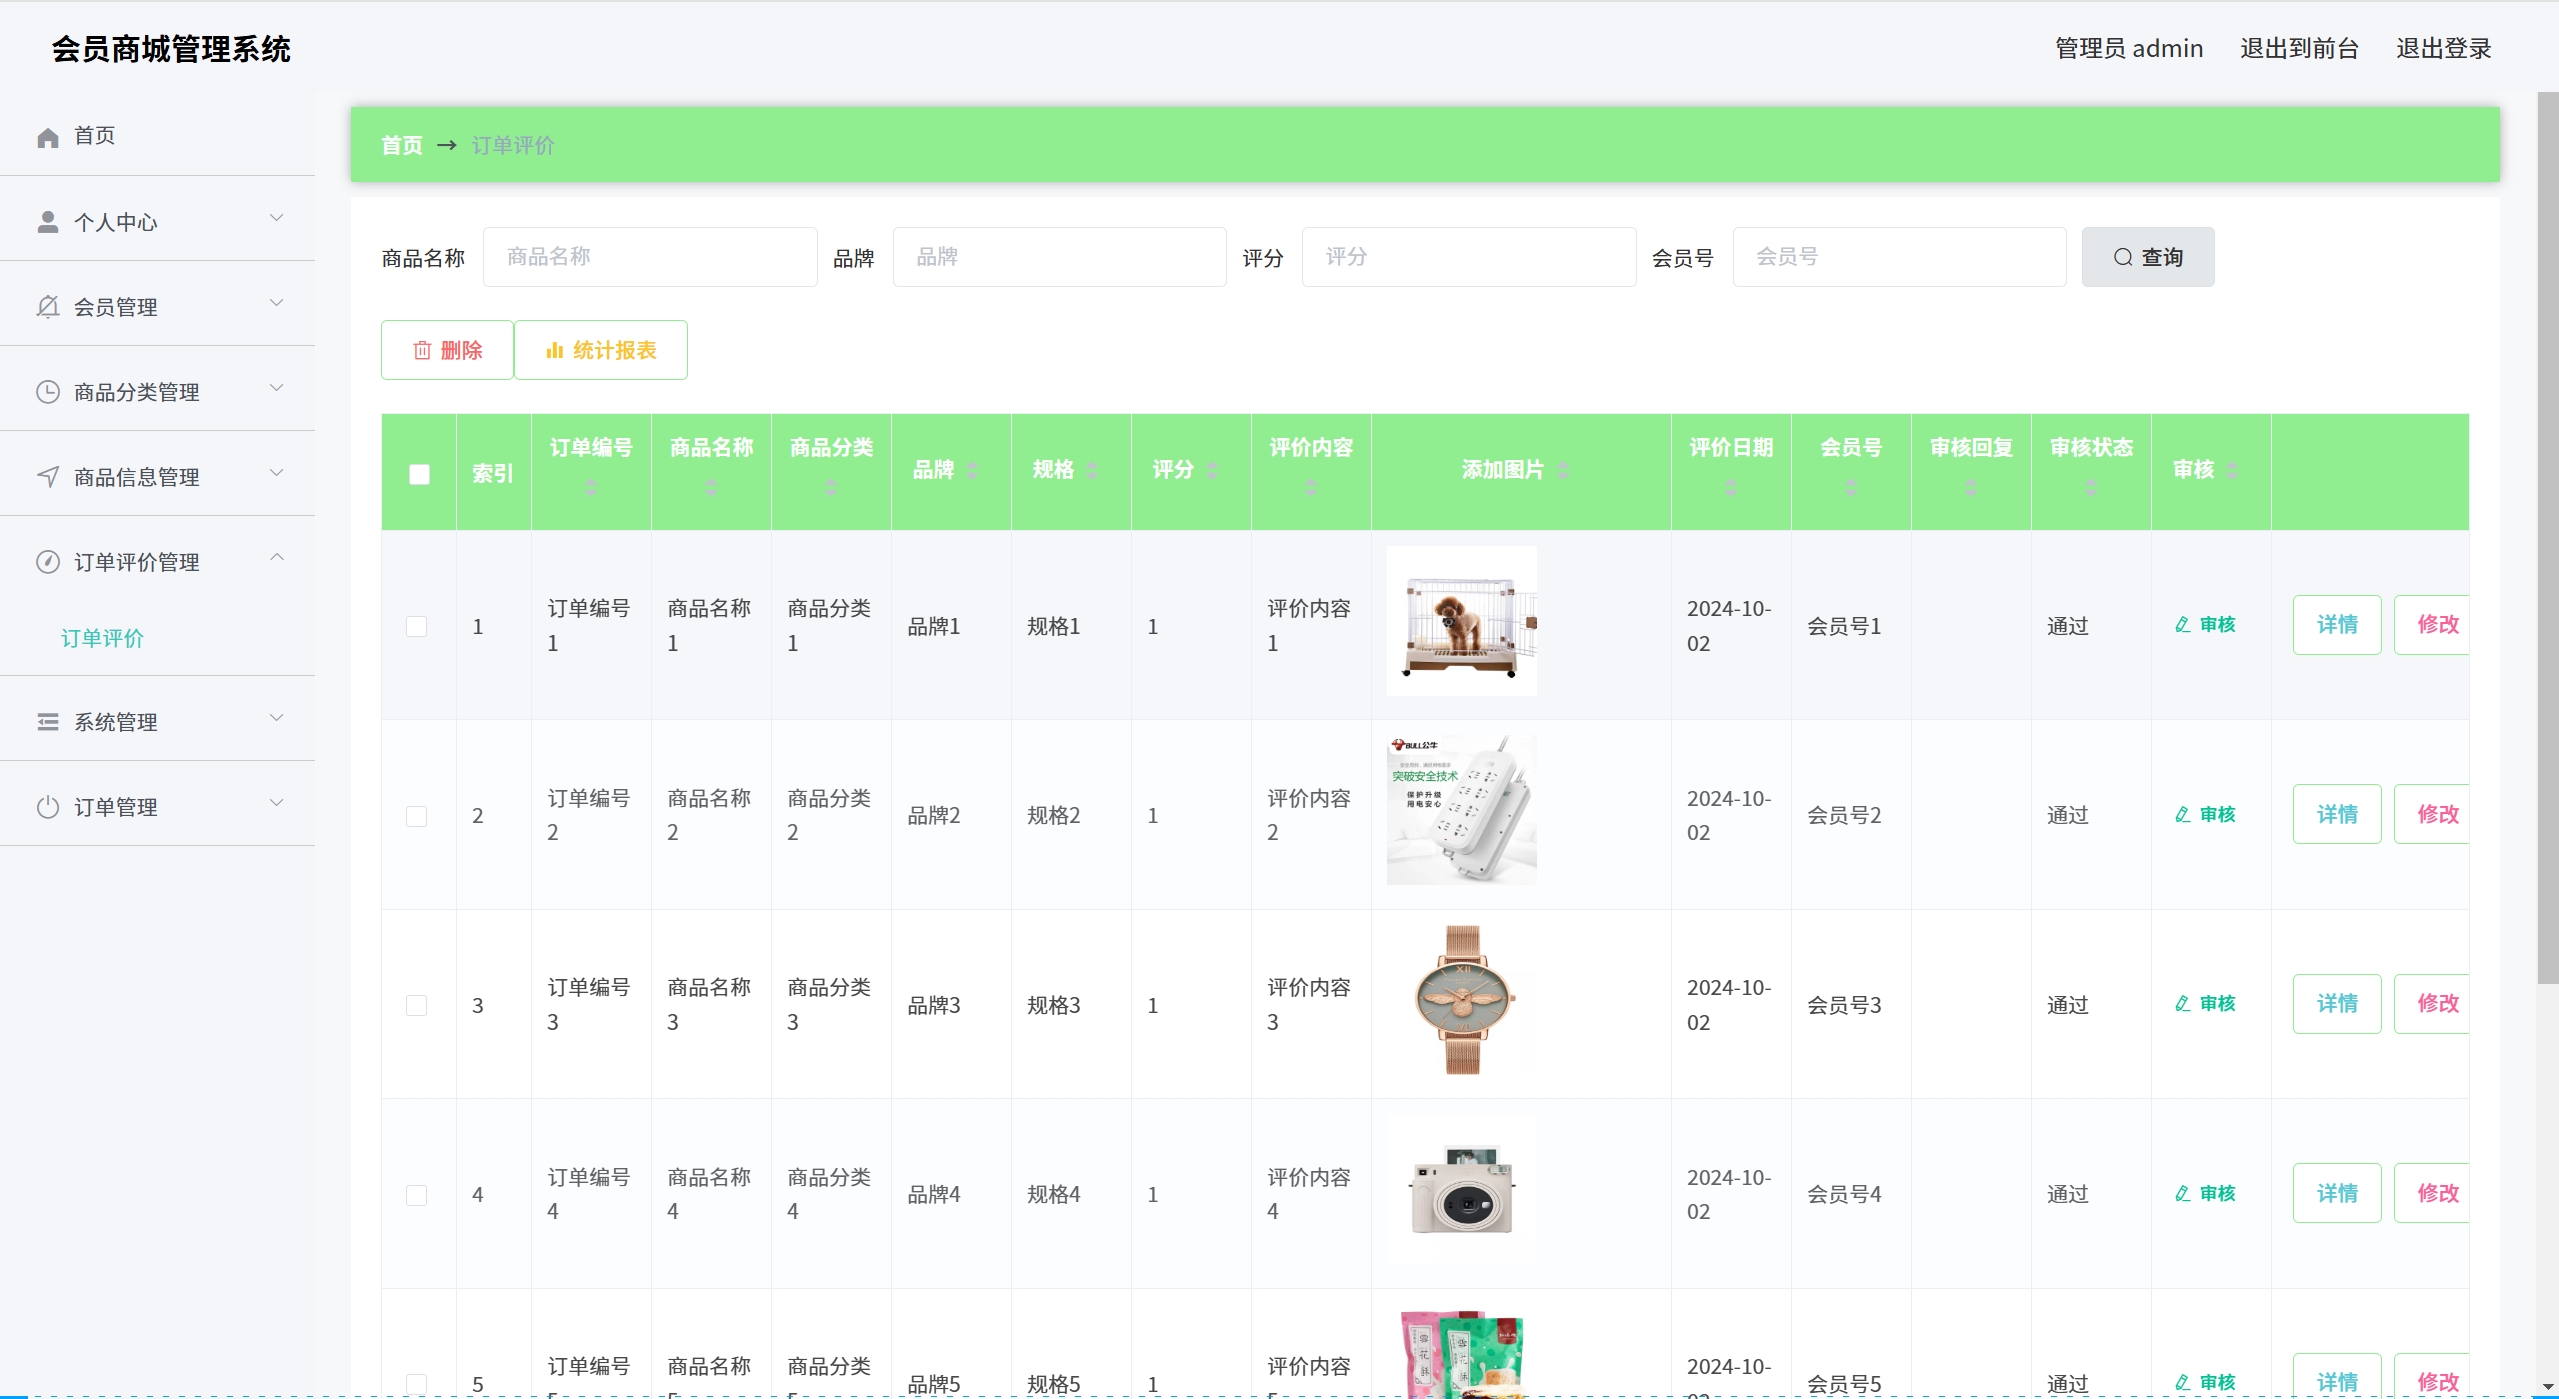 会员商城管理系统
管理员 admin 退出到前台 退出登录
首页
个人中心
会员管理
商品分类管理
商品信息管理
订单评价管理
订单评价
系统管理
订单管理
首页 → 订单评价
商品名称 商品名称 品牌 品牌 评分 评分 会员号 会员号 查询
删除 统计报表
索引 订单编号 商品名称 商品分类 品牌 规格 评分 评价内容 添加图片 评价日期 会员号 审核回复 审核状态 审核
1 订单编号1 商品名称1 商品分类1 品牌1 规格1 1 评价内容1 2024-10-02 会员号1 通过 审核 详情 修改
BULL公牛
突破安全技术
保护升级
用电安心
2 订单编号2 商品名称2 商品分类2 品牌2 规格2 1 评价内容2 2024-10-02 会员号2 通过 审核 详情 修改
3 订单编号3 商品名称3 商品分类3 品牌3 规格3 1 评价内容3 2024-10-02 会员号3 通过 审核 详情 修改
4 订单编号4 商品名称4 商品分类4 品牌4 规格4 1 评价内容4 2024-10-02 会员号4 通过 审核 详情 修改
5 订单编号 商品名称 商品分类 品牌5 规格5 1 评价内容 2024-10- 会员号5 通过 审核 详情 修改